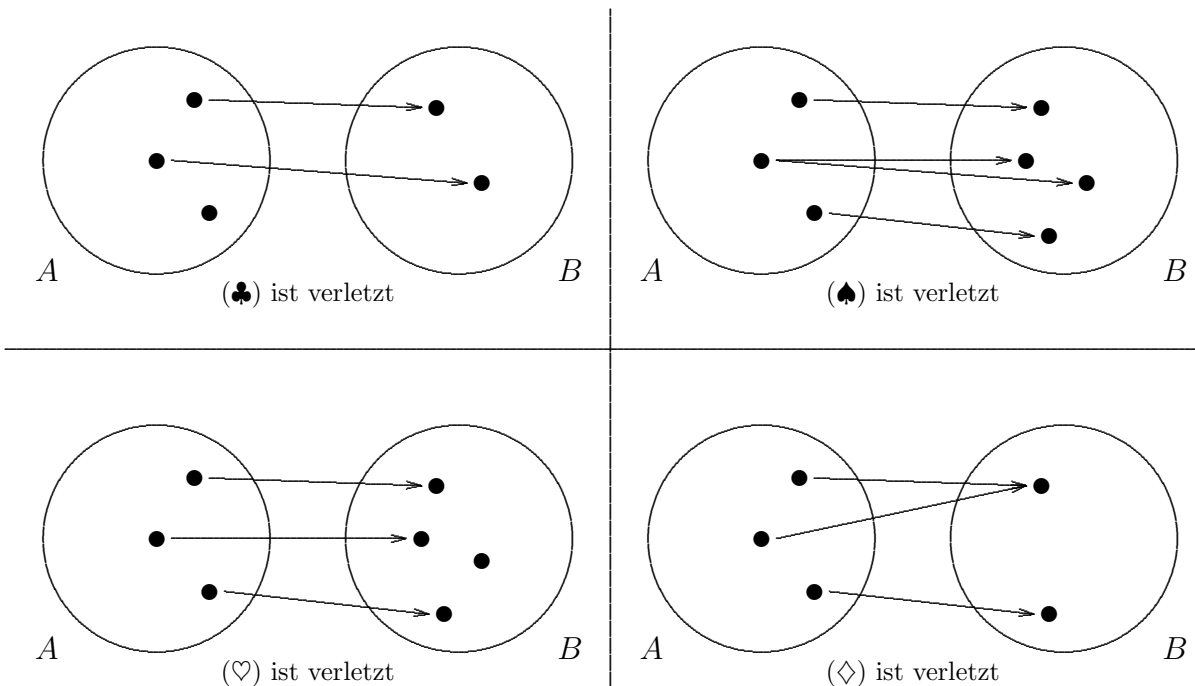 A B
(♣) ist verletzt
A B
(♠) ist verletzt
A B
(♡) ist verletzt
A B
(♢) ist verletzt